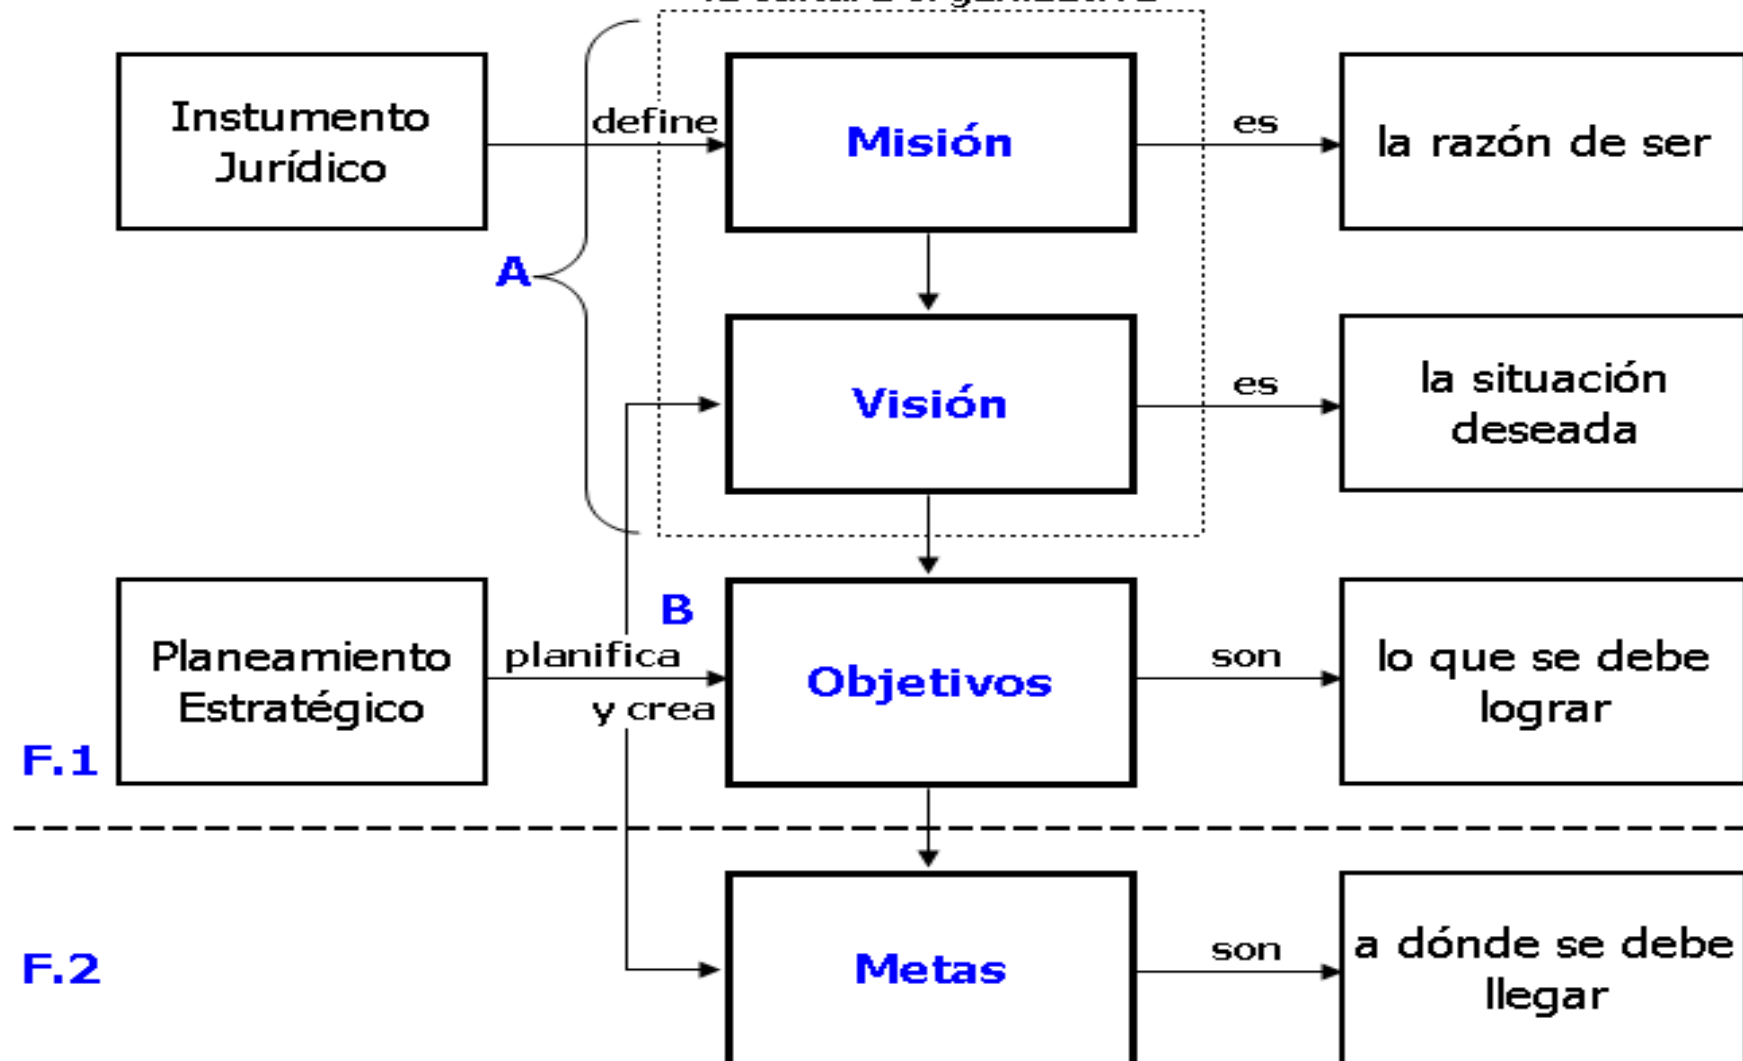 Instumento
Jurídico
define
Misión
es
la razón de ser
A
Visión
es
la situación
deseada
B
Planeamiento
Estratégico
planifica
y crea
Objetivos
son
lo que se debe
lograr
F.1
F.2
Metas
son
a dónde se debe
llegar